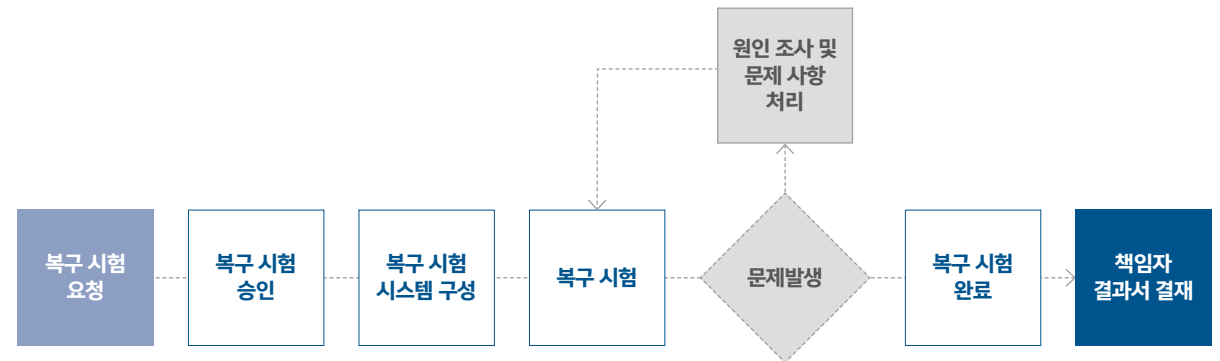 원인 조사 및
문제 사항
처리
복구 시험
요청
복구 시험
승인
복구 시험
시스템 구성
복구 시험
문제발생
복구 시험
완료
책임자
결과서 결재